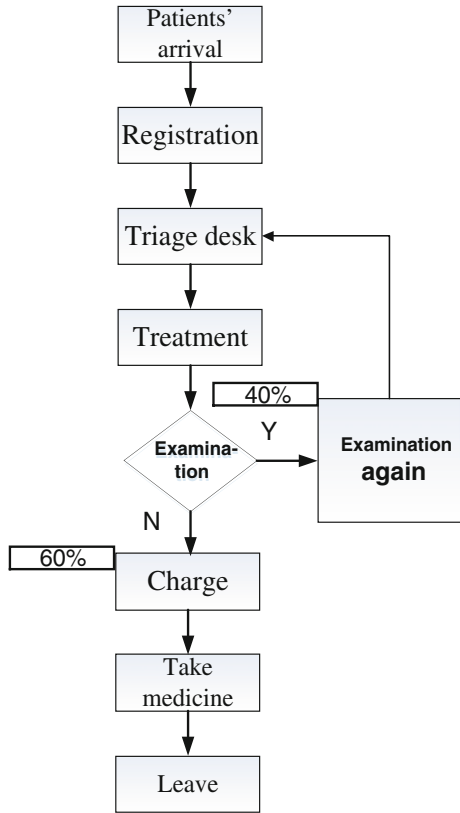 Patients’
arrival
Registration
Triage desk
Treatment
40%
Y
Examina-
tion
Examination
again
N
60%
Charge
Take
medicine
Leave